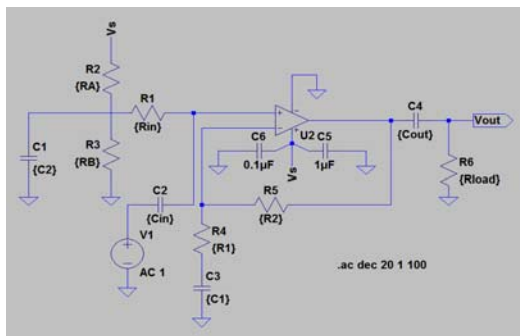 Vs
R2
{RA}
R1
{Rin}
C1
{C2}
R3
{RB}
C2
{Cin}
V1
AC 1
U2
C6
0.1µF
C5
1µF
Vs
R5
{R2}
R4
{R1}
C3
{C1}
C4
{Cout}
Vout
R6
{Rload}
.ac dec 20 1 100